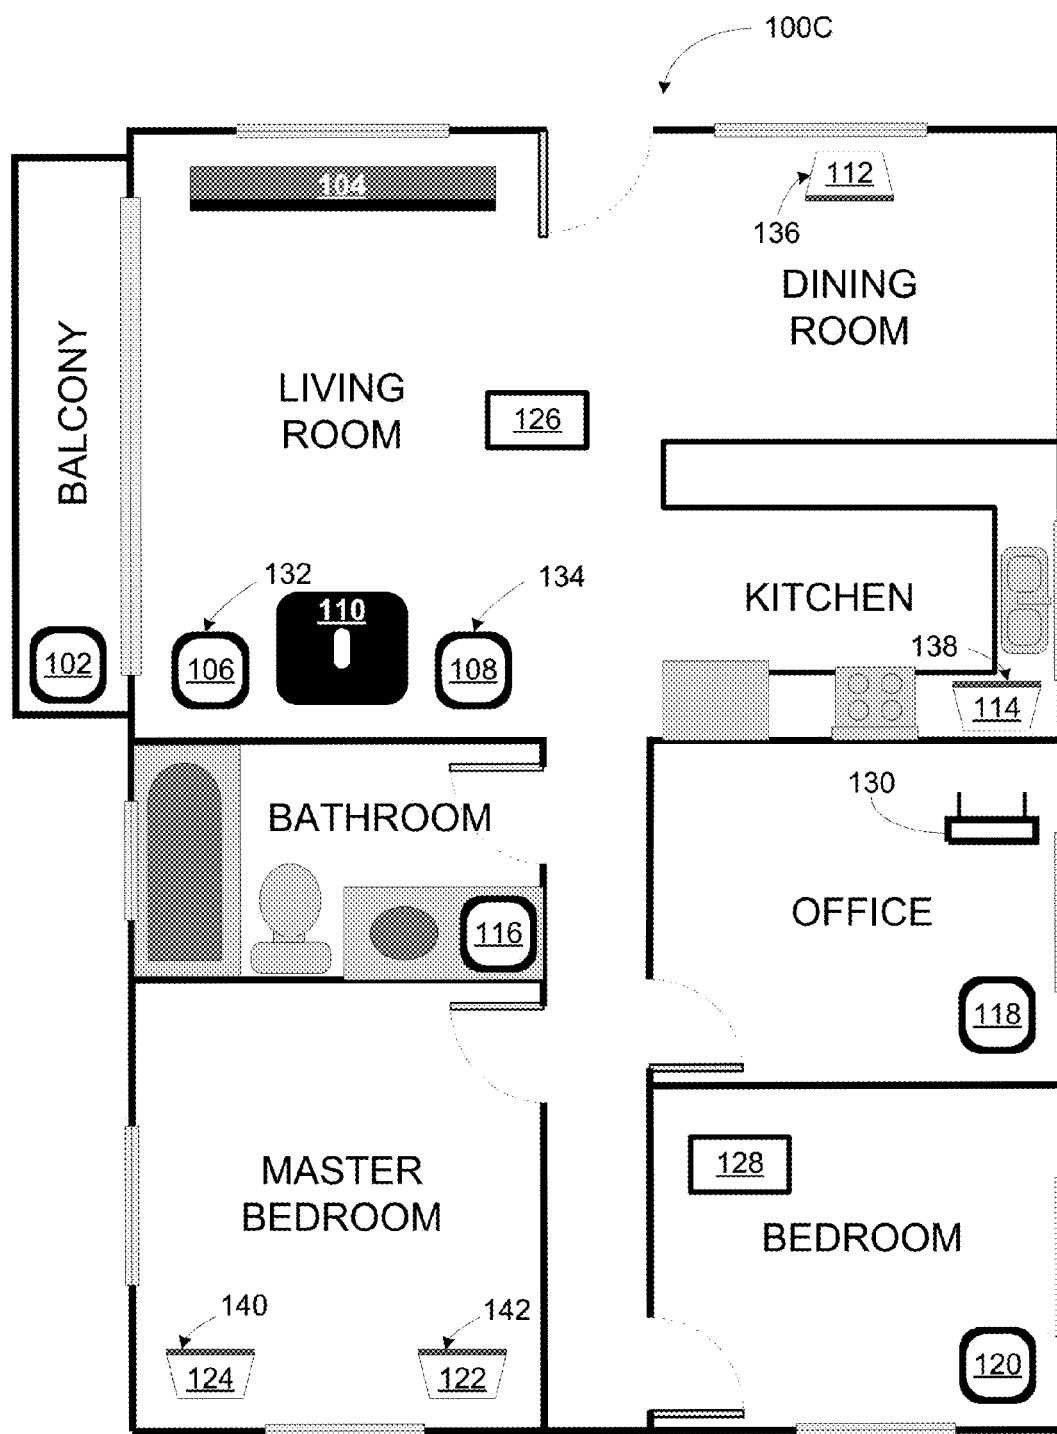 100C
104
112
136
DINING
ROOM
BALCONY
LIVING
ROOM
126
132
110
134
KITCHEN
102
106
108
138
114
130
BATHROOM
OFFICE
116
118
128
MASTER
BEDROOM
BEDROOM
140
142
124
122
120